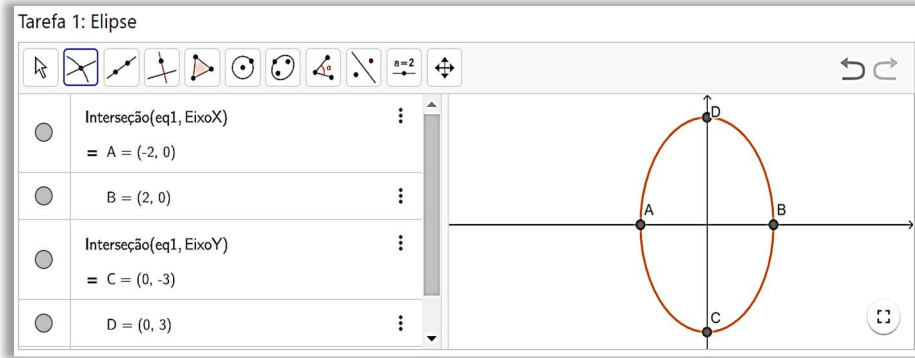 Tarefa 1: Elipse
α
a=2
Interseção(eq1, EixoX)
= A = (-2, 0)
B = (2, 0)
Interseção(eq1, EixoY)
= C = (0, -3)
D = (0, 3)
D
A
B
C